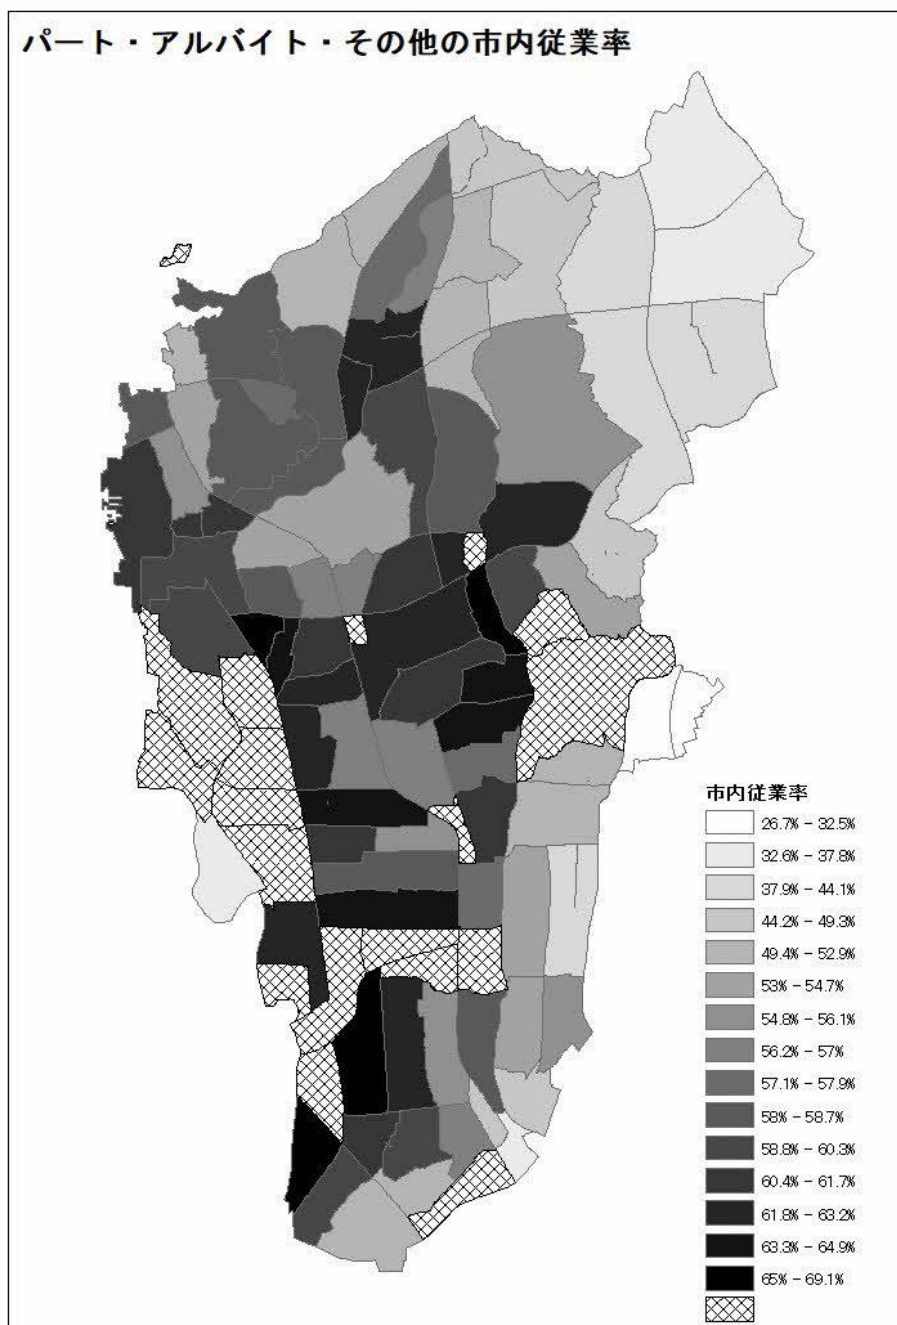 パート・アルバイト・その他の市内従業率
市内従業率
26.7% - 32.5%
32.6% - 37.8%
37.9% - 44.1%
44.2% - 49.3%
49.4% - 52.9%
53% - 54.7%
54.8% - 56.1%
56.2% - 57%
57.1% - 57.9%
58% - 58.7%
58.8% - 60.3%
60.4% - 61.7%
61.8% - 63.2%
63.3% - 64.9%
65% - 69.1%